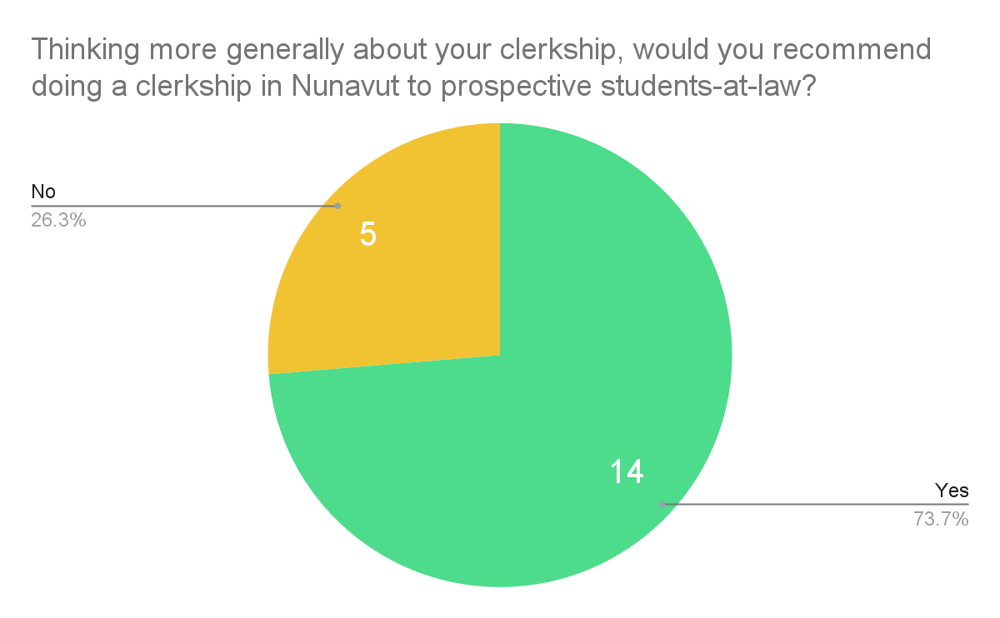 Thinking more generally about your clerkship, would you recommend
doing a clerkship in Nunavut to prospective students-at-law?
No
26.3%
5
14
Yes
73.7%